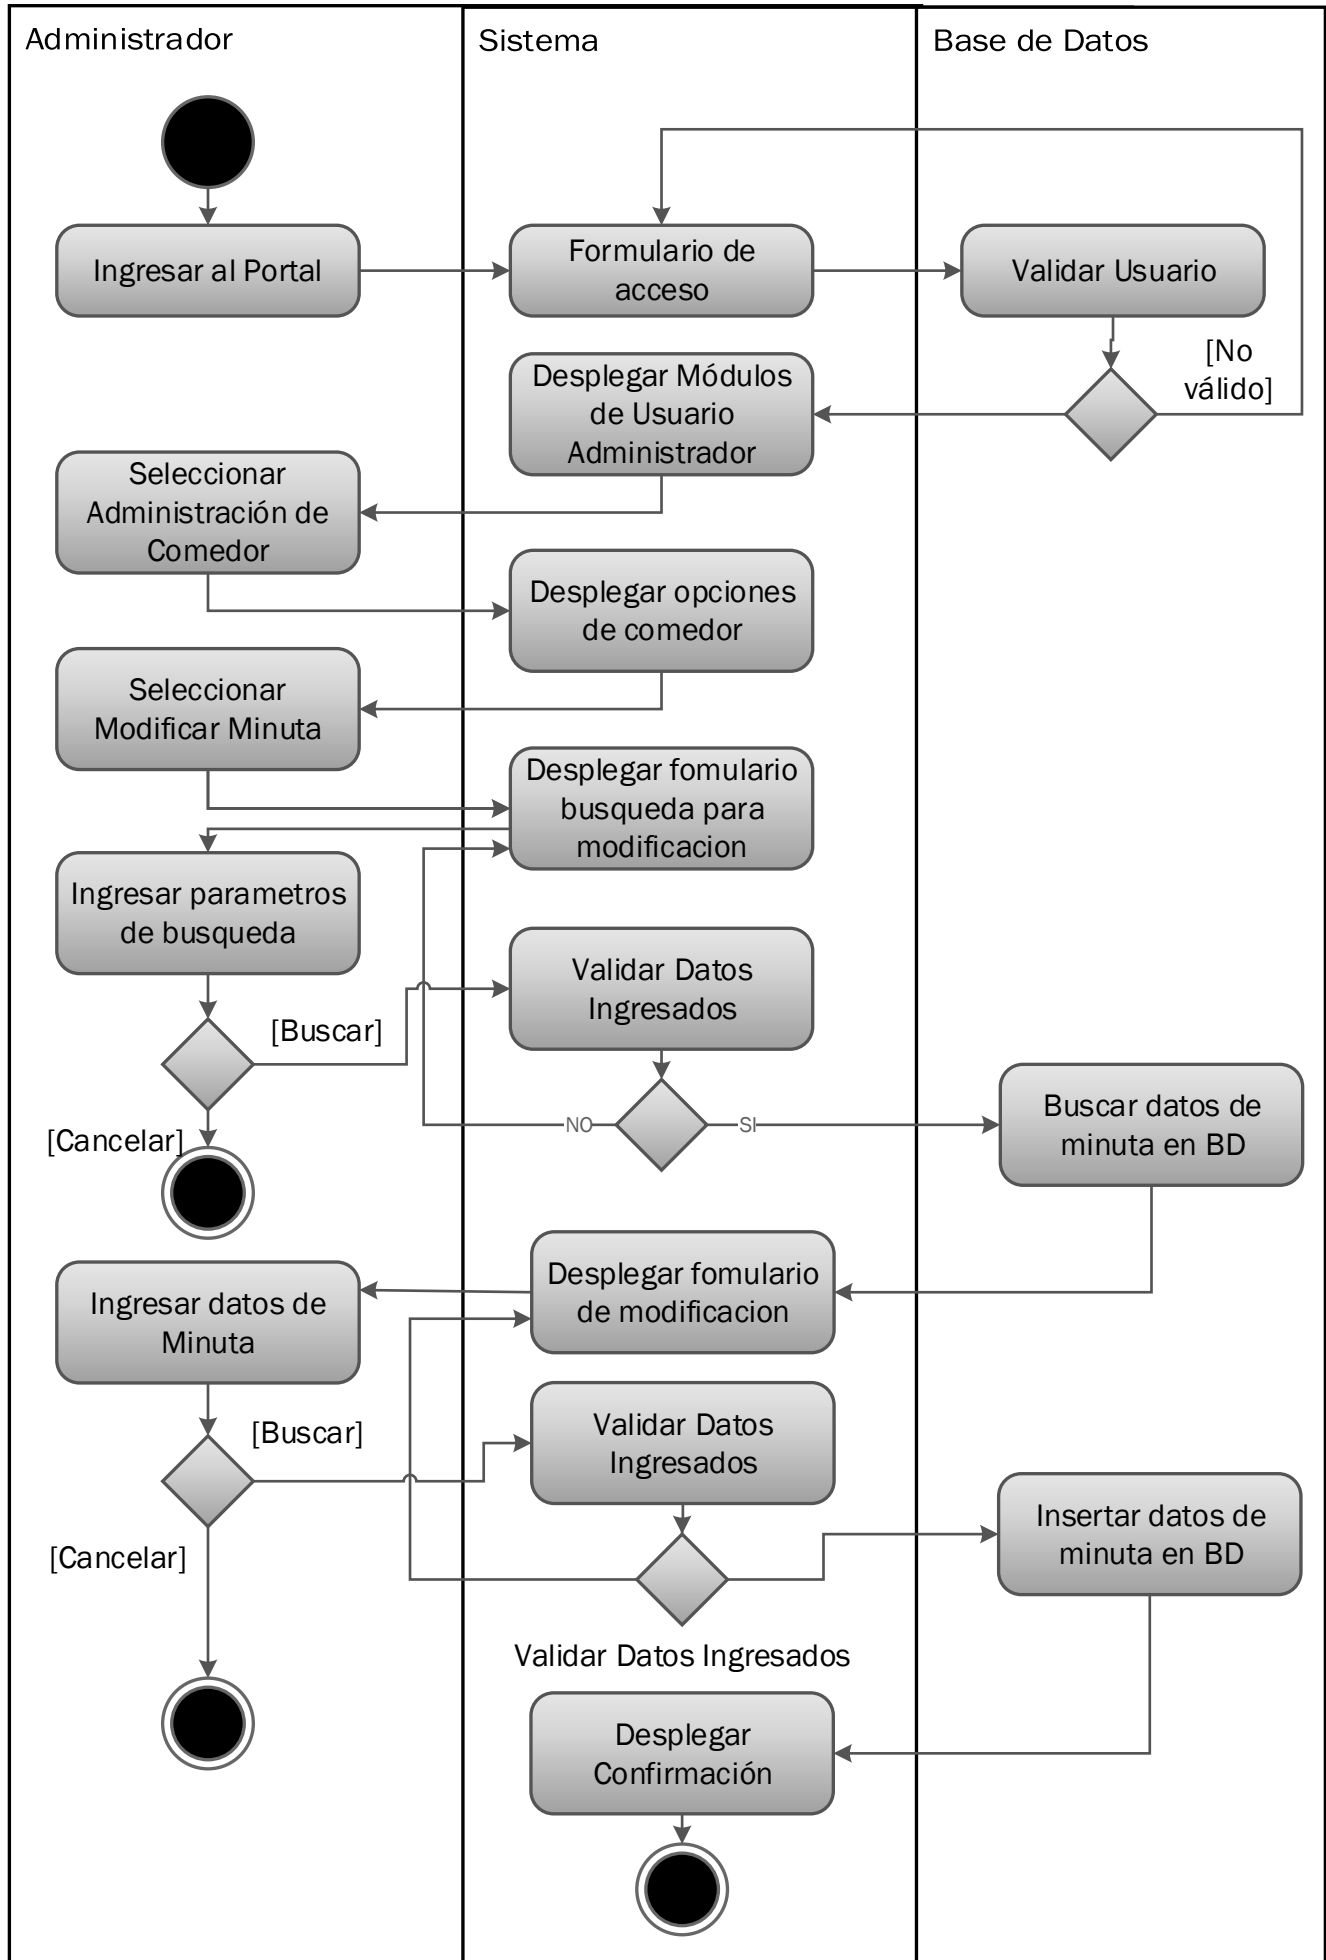 Administrador
Sistema
Base de Datos
Ingresar al Portal
Formulario de
acceso
Validar Usuario
[No
válido]
Desplegar Módulos
de Usuario
Administrador
Seleccionar
Administración de
Comedor
Desplegar opciones
de comedor
Seleccionar
Modificar Minuta
Desplegar fomulario
busqueda para
modificacion
Ingresar parametros
de busqueda
Validar Datos
Ingresados
[Buscar]
[Cancelar]
NO
SI
Buscar datos de
minuta en BD
Desplegar fomulario
de modificacion
Ingresar datos de
Minuta
Validar Datos
Ingresados
[Buscar]
[Cancelar]
Insertar datos de
minuta en BD
Validar Datos Ingresados
Desplegar
Confirmación